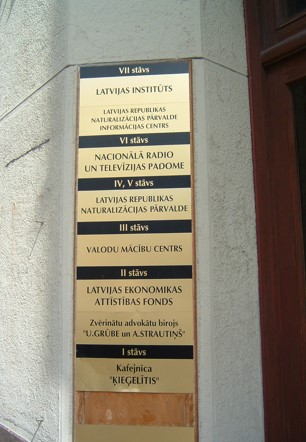 VII stāvs
LATVIJAS INSTITŪTS
LATVIJAS REPUBLIKAS
NATURALIZĀCIJAS PĀRVALDE
INFORMĀCIJAS CENTRS
VI stāvs
NACIONĀLĀ RADIO
UN TELEVĪZIJAS PADOME
IV, V stāvs
LATVIJAS REPUBLIKAS
NATURALIZĀCIJAS PĀRVALDE
III stāvs
VALODU MĀCĪBU CENTRS
II stāvs
LATVIJAS EKONOMIKAS
ATTĪSTĪBAS FONDS
Zvērinātu advokātu birojs
"U.GRŪBE un A.STRAUTIŅŠ"
I stāvs
Kafejnica
"ĶIEĢELĪTIS"